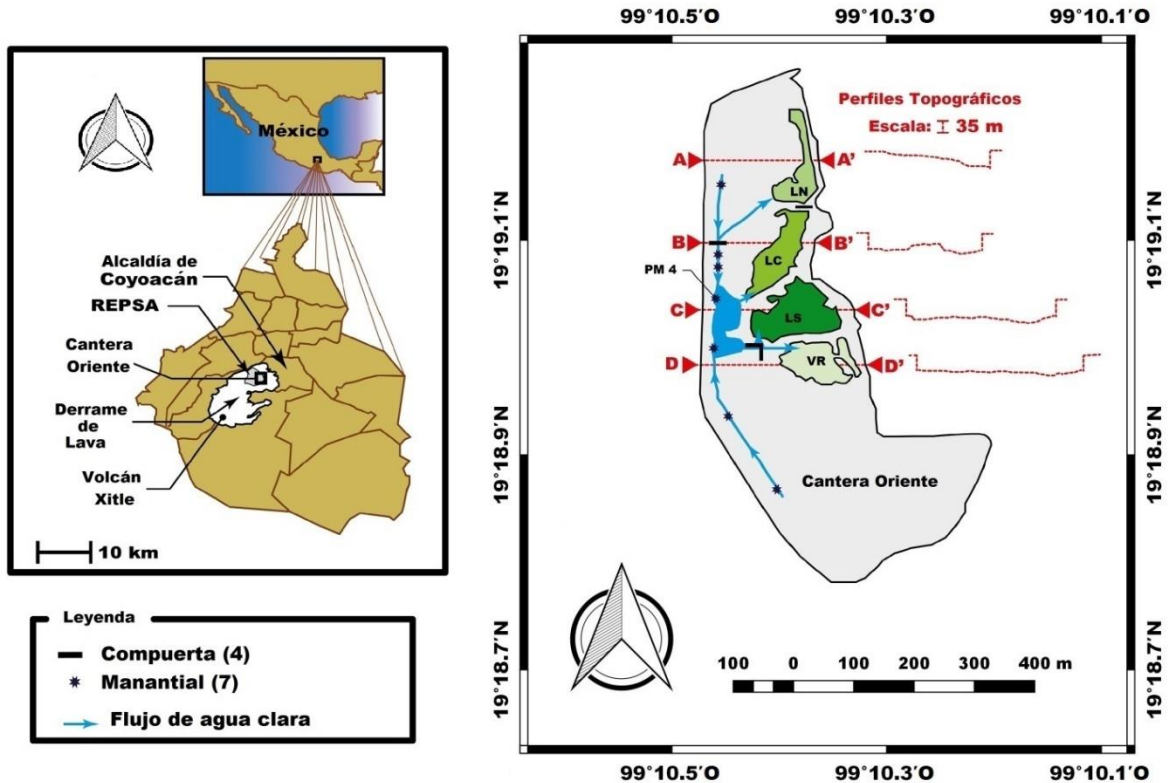 México
Alcaldía de
Coyoacán
REPSA
Cantera
Oriente
Derrame
de
Lava
Volcán
Xitle
10 km
Leyenda
Compuerta (4)
Manantial (7)
Flujo de agua clara
99°10.5′O
99°10.3′O
99°10.1′O
Perfiles Topográficos
Escala: 35 m
A
A'
LN
19°19.1′N
19°19.1′N
B
B'
LC
PM 4
C
C'
LS
D
D'
VR
19°18.9′N
19°18.9′N
Cantera Oriente
19°18.7′N
19°18.7′N
100 0 100 200 300 400 m
99°10.5′O
99°10.3′O
99°10.1′O